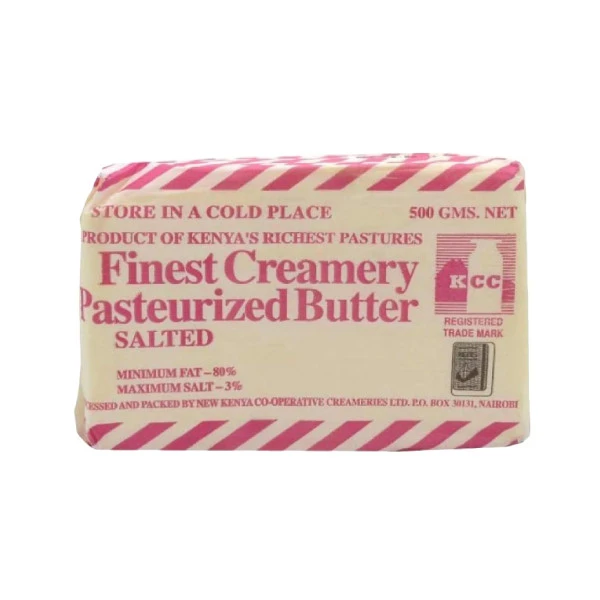 STORE IN A COLD PLACE 500 GMS. NET
PRODUCT OF KENYA'S RICHEST PASTURES
Finest Creamery
Pasteurized Butter
SALTED
KCC
REGISTERED
TRADE MARK
MINIMUM FAT – 80%
MAXIMUM SALT – 3%
CESSED AND PACKED BY NEW KENYA CO-OPERATIVE CREAMERIES LTD. P.O. BOX 30131, NAIROBI